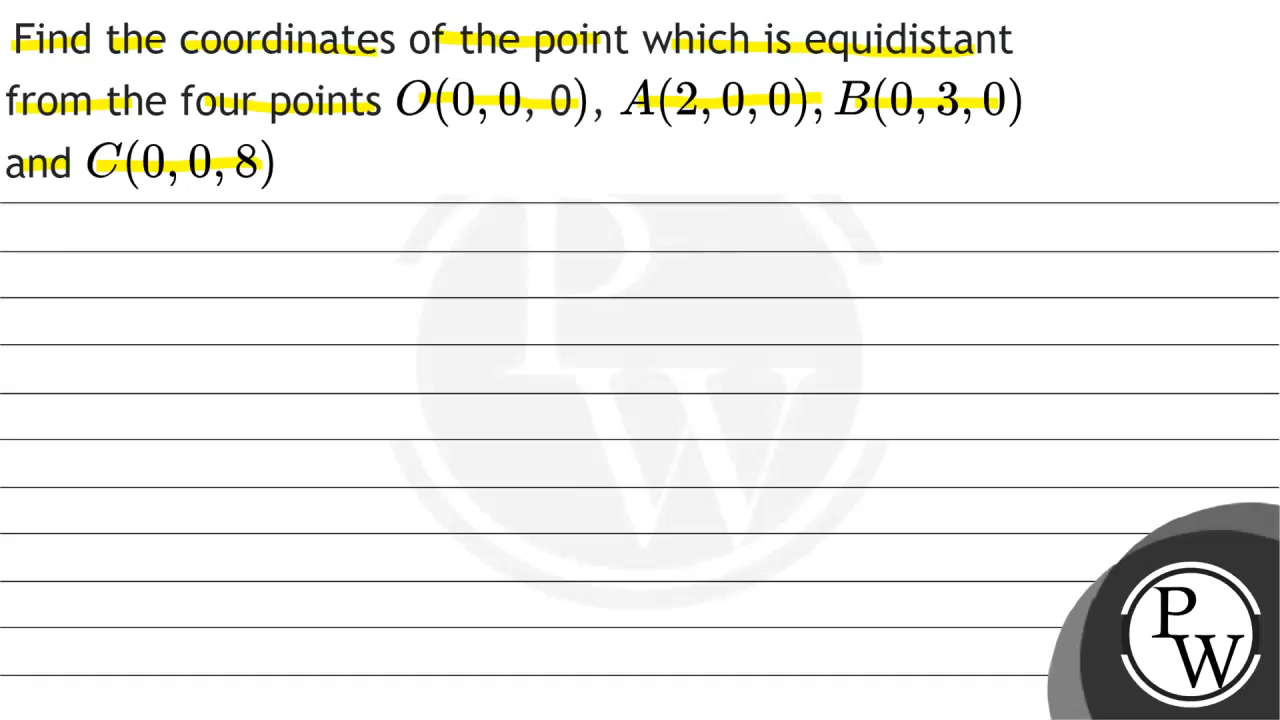 Find the coordinates of the point which is equidistant
from the four points O(0, 0, 0), A(2, 0, 0), B(0, 3, 0)
and C(0, 0, 8)
P
W
P
W